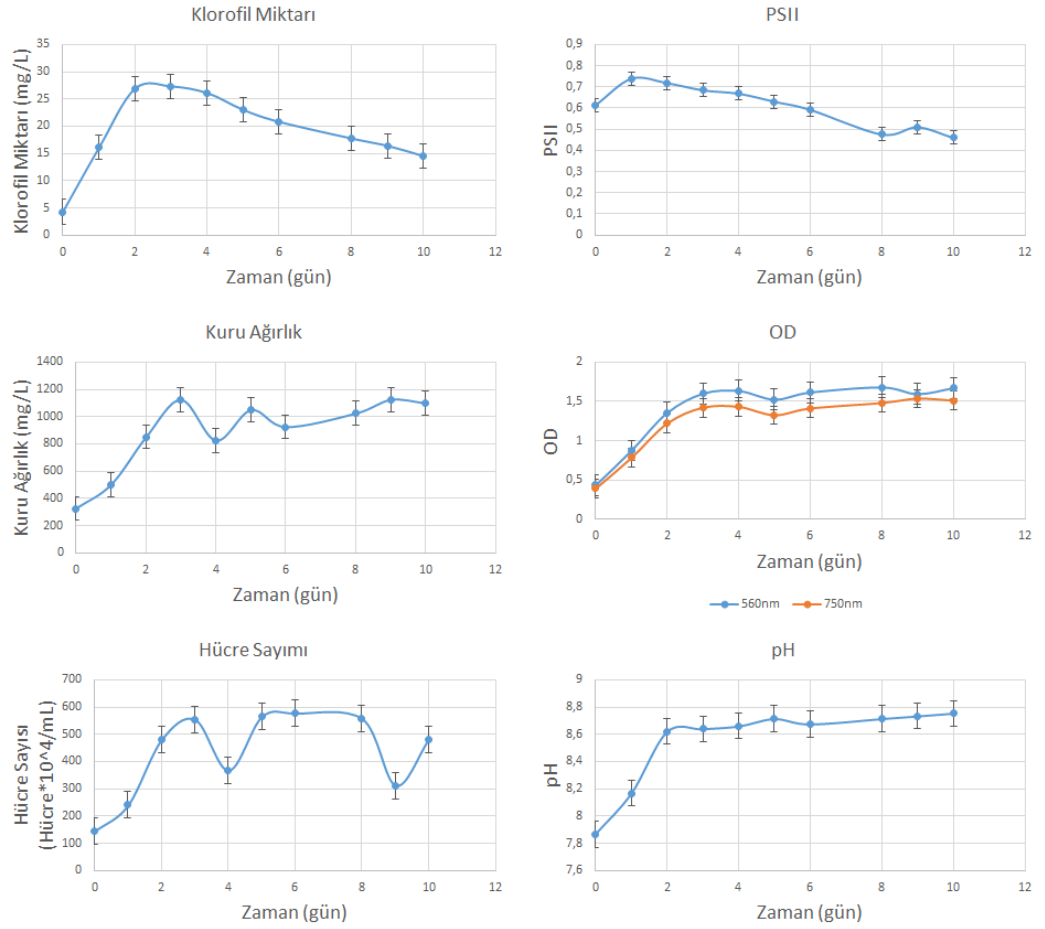 Klorofil Miktarı
Klorofil Miktarı (mg/L)
35
30
25
20
15
10
5
0
0 2 4 6 8 10 12
Zaman (gün)
PSII
PSII
0,9
0,8
0,7
0,6
0,5
0,4
0,3
0,2
0,1
0
0 2 4 6 8 10 12
Zaman (gün)
Kuru Ağırlık
Kuru Ağırlık (mg/L)
1400
1200
1000
800
600
400
200
0
0 2 4 6 8 10 12
Zaman (gün)
OD
OD
2
1,5
1
0,5
0
0 2 4 6 8 10 12
Zaman (gün)
560nm 750nm
Hücre Sayımı
Hücre Sayısı
(Hücre*10^4/mL)
700
600
500
400
300
200
100
0
0 2 4 6 8 10 12
Zaman (gün)
pH
pH
9
8,8
8,6
8,4
8,2
8
7,8
7,6
0 2 4 6 8 10 12
Zaman (gün)